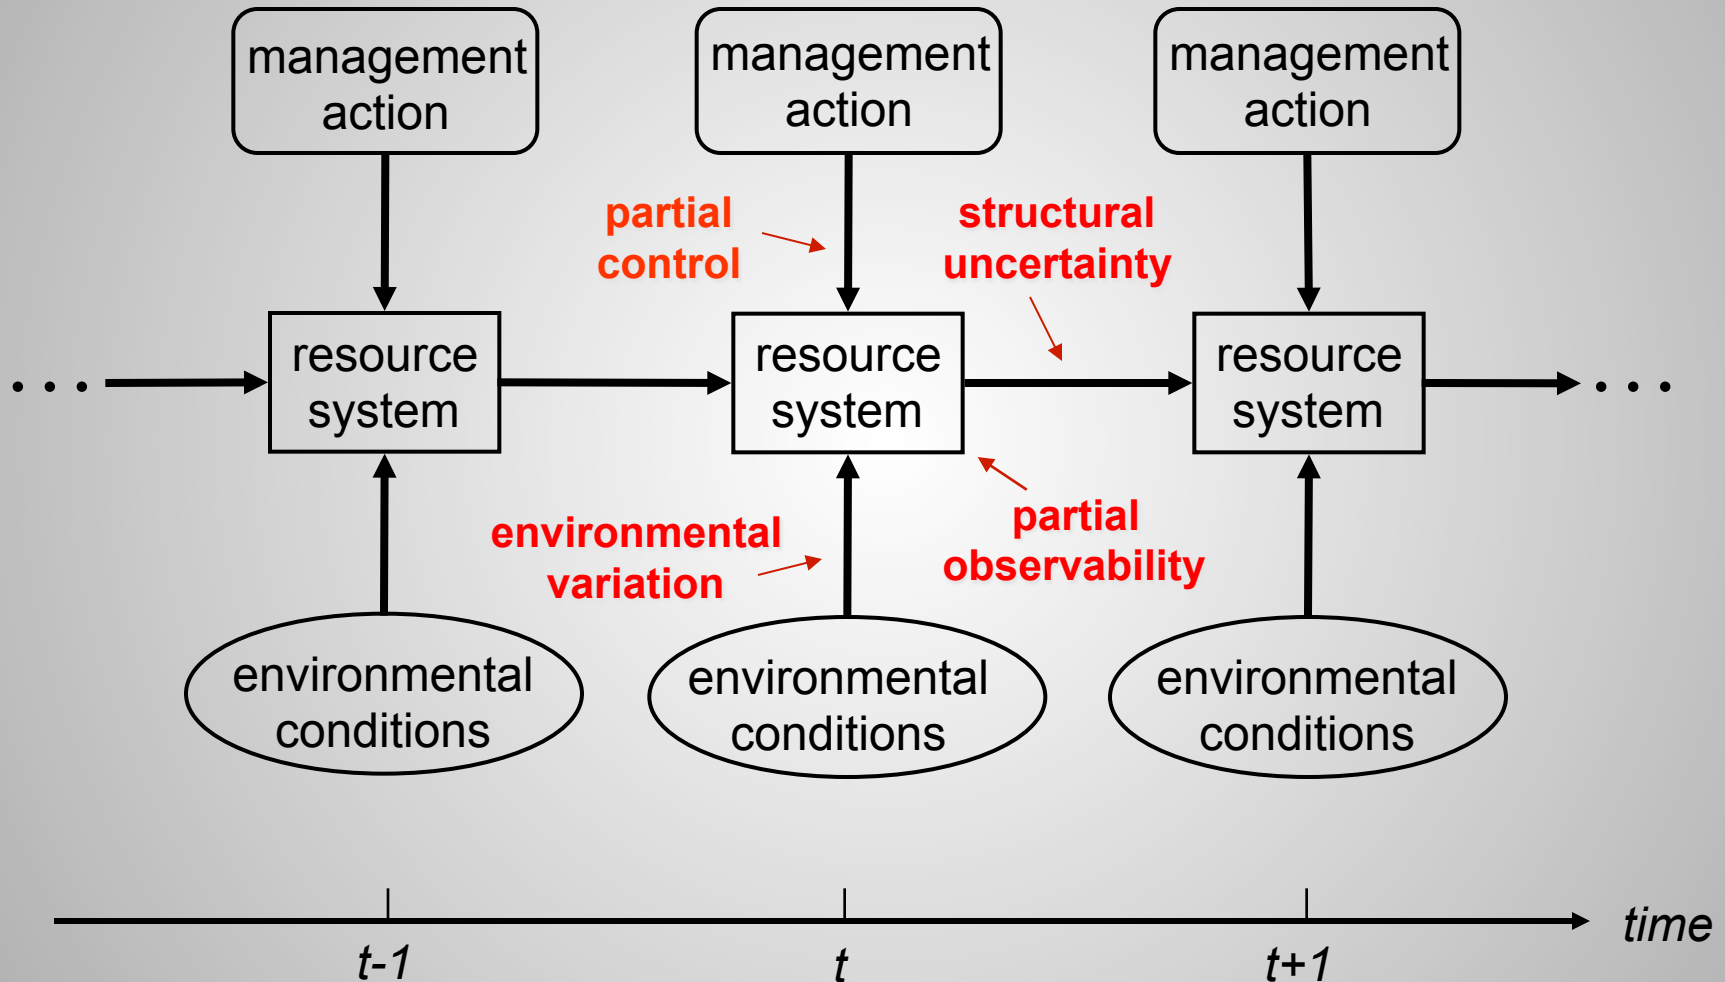 management
action
management
action
management
action
partial
control
structural
uncertainty
. . .
resource
system
resource
system
resource
system
. . .
environmental
variation
partial
observability
environmental
conditions
environmental
conditions
environmental
conditions
time
t-1
t
t+1